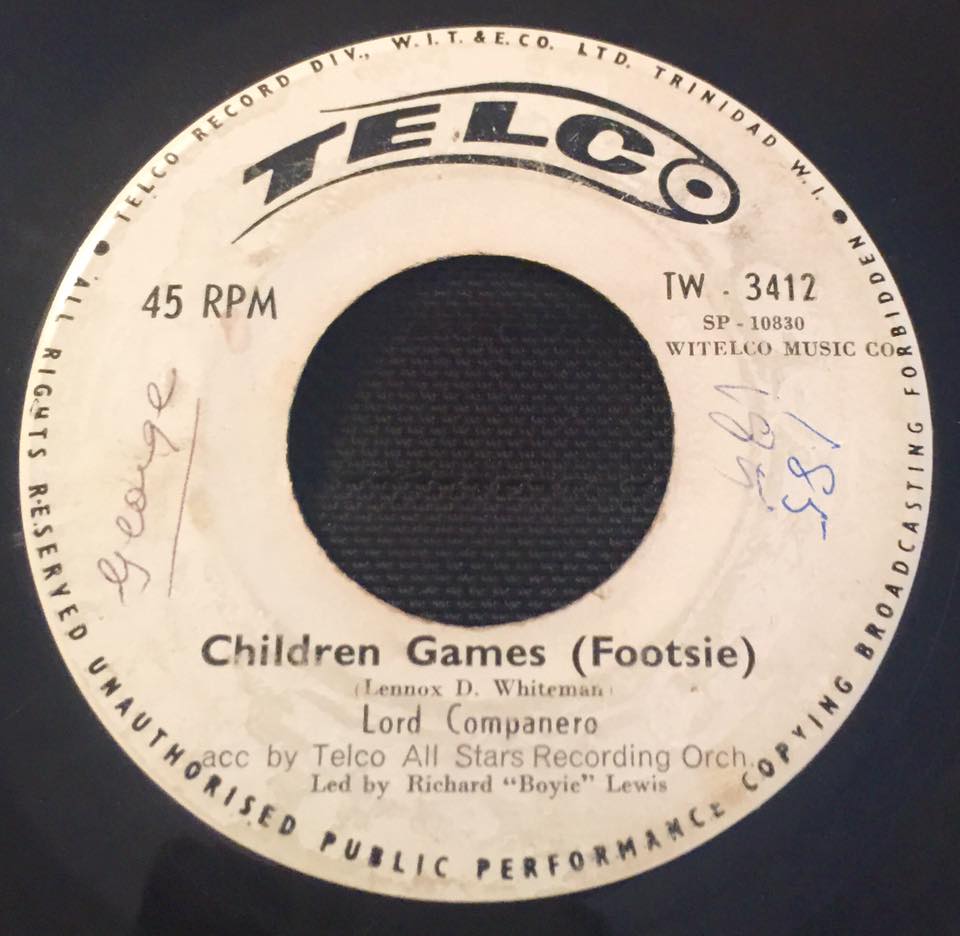 ● TELCO RECORD DIV., W.I.T. & E.CO. LTD. TRINIDAD W.I. ●
TELCO
45 RPM
TW - 3412
SP - 10830
WITELCO MUSIC CO.
George
581
581
Children Games (Footsie)
(Lennox D. Whiteman)
Lord Companero
acc by Telco All Stars Recording Orch.
Led by Richard "Boyie" Lewis
ALL RIGHTS RESERVED UNAUTHORISED PUBLIC PERFORMANCE COPYING BROADCASTING FORBIDDEN